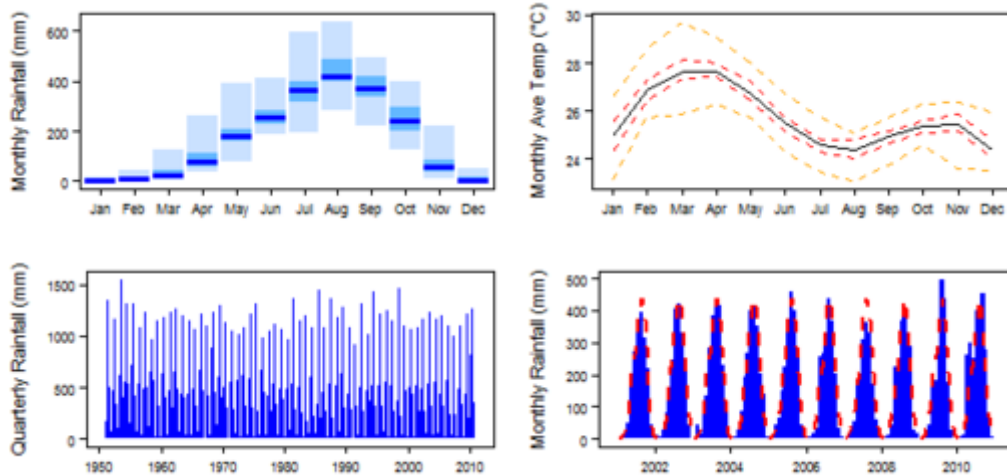 Monthly Rainfall (mm)
600
400
200
0
Jan Feb Mar Apr May Jun Jul Aug Sep Oct Nov Dec
Monthly Ave Temp (°C)
30
28
26
24
Jan Feb Mar Apr May Jun Jul Aug Sep Oct Nov Dec
Quarterly Rainfall (mm)
1500
1000
500
0
1950 1960 1970 1980 1990 2000 2010
Monthly Rainfall (mm)
500
400
300
200
100
0
2002 2004 2006 2008 2010